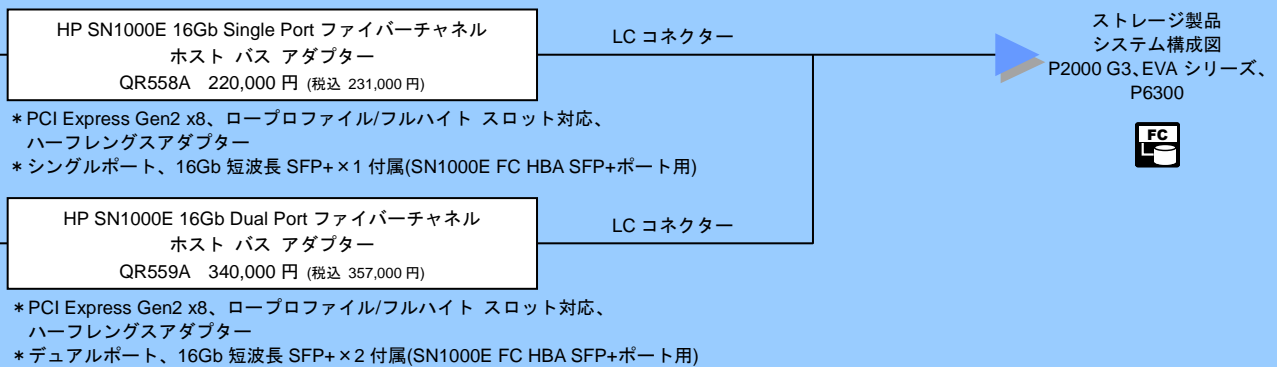 HP SN1000E 16Gb Single Port ファイバーチャネル
ホスト バス アダプター
QR558A 220,000 円 (税込 231,000 円)
LC コネクター
*PCI Express Gen2 x8、ロープロファイル/フルハイト スロット対応、
ハーフレングスアダプター
*シングルポート、16Gb 短波長 SFP+×1 付属(SN1000E FC HBA SFP+ポート用)
HP SN1000E 16Gb Dual Port ファイバーチャネル
ホスト バス アダプター
QR559A 340,000 円 (税込 357,000 円)
LC コネクター
*PCI Express Gen2 x8、ロープロファイル/フルハイト スロット対応、
ハーフレングスアダプター
*デュアルポート、16Gb 短波長 SFP+×2 付属(SN1000E FC HBA SFP+ポート用)
ストレージ製品
システム構成図
P2000 G3、EVA シリーズ、
P6300
FC